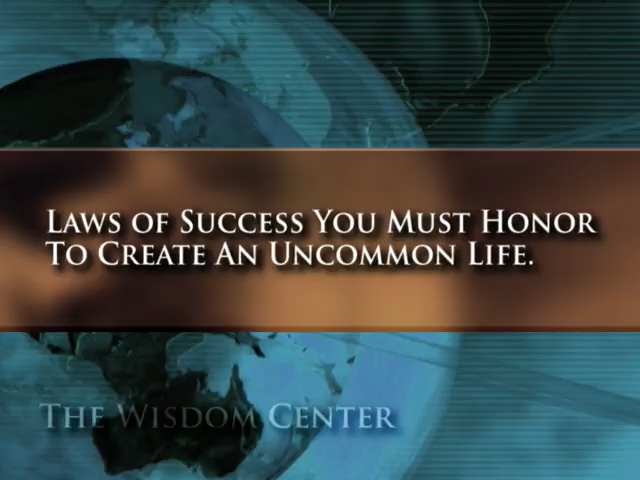 Laws of Success You Must Honor
To Create An Uncommon Life.
The Wisdom Center